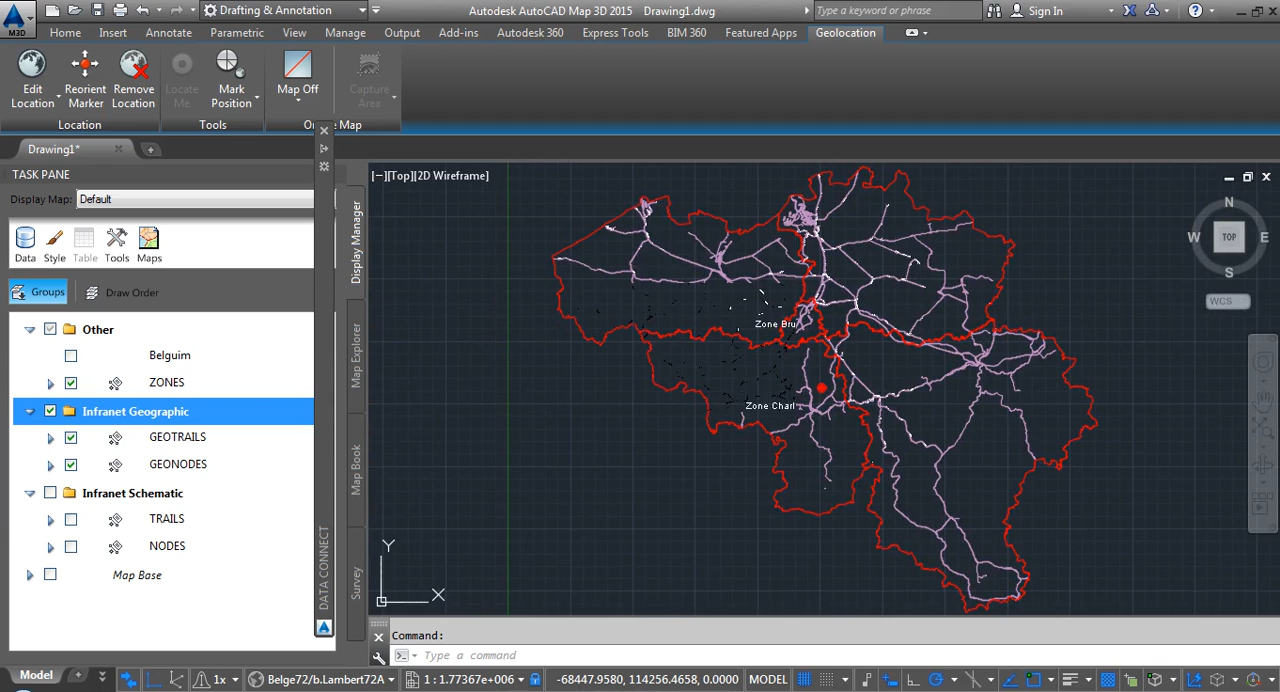 Drafting & Annotation
Autodesk AutoCAD Map 3D 2015 Drawing1.dwg
Type a keyword or phrase
Sign In
M3D
Home Insert Annotate Parametric View Manage Output Add-ins Autodesk 360 Express Tools BIM 360 Featured Apps Geolocation
Edit Location
Reorient Marker
Remove Location
Locate Me
Mark Position
Map Off
Capture Area
Location
Tools
Map
Drawing1*
TASK PANE
Display Map: Default
Data Style Table Tools Maps
Groups Draw Order
Other
Belguim
ZONES
Infranet Geographic
GEOTRAILS
GEONODES
Infranet Schematic
TRAILS
NODES
Map Base
DATA CONNECT
Display Manager
Map Explorer
Map Book
Survey
[−][Top][2D Wireframe]
Zone Bru
Zone Charl
N
W TOP E
S
WCS
Y
X
Command:
Type a command
Model
1x
Belge72/b.Lambert72A
1 : 1.77367e+006
-68447.9580, 114256.4658, 0.0000
MODEL